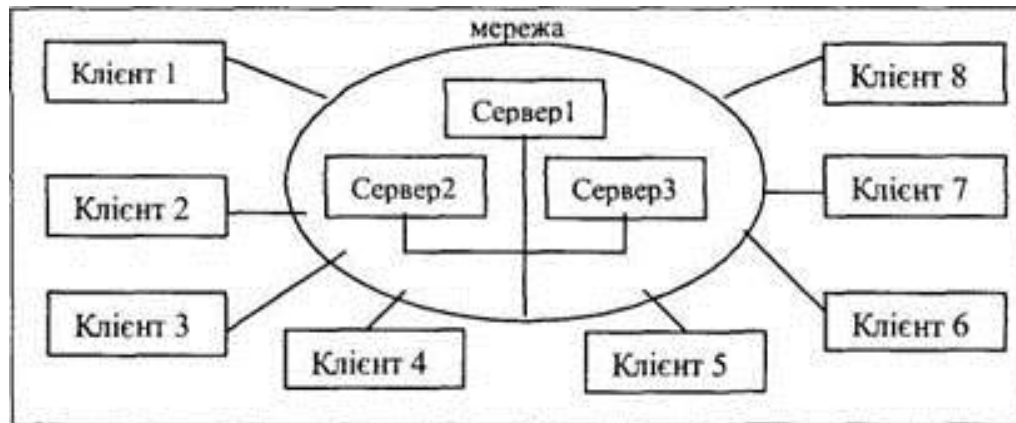 мережа
Клієнт 1
Клієнт 8
Сервер1
Сервер2
Сервер3
Клієнт 2
Клієнт 7
Клієнт 3
Клієнт 6
Клієнт 4
Клієнт 5